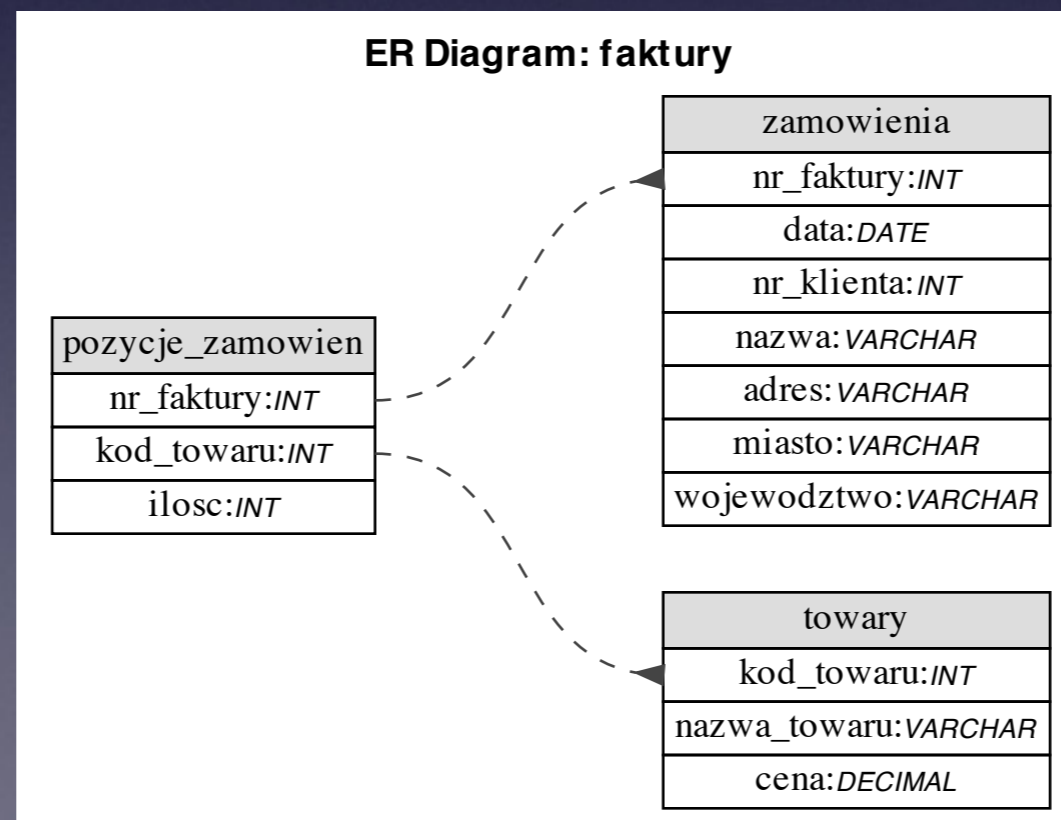 ER Diagram: faktury
pozycje_zamowien
nr_faktury:INT
kod_towaru:INT
ilosc:INT
zamowienia
nr_faktury:INT
data:DATE
nr_klienta:INT
nazwa:VARCHAR
adres:VARCHAR
miasto:VARCHAR
wojewodztwo:VARCHAR
towary
kod_towaru:INT
nazwa_towaru:VARCHAR
cena:DECIMAL